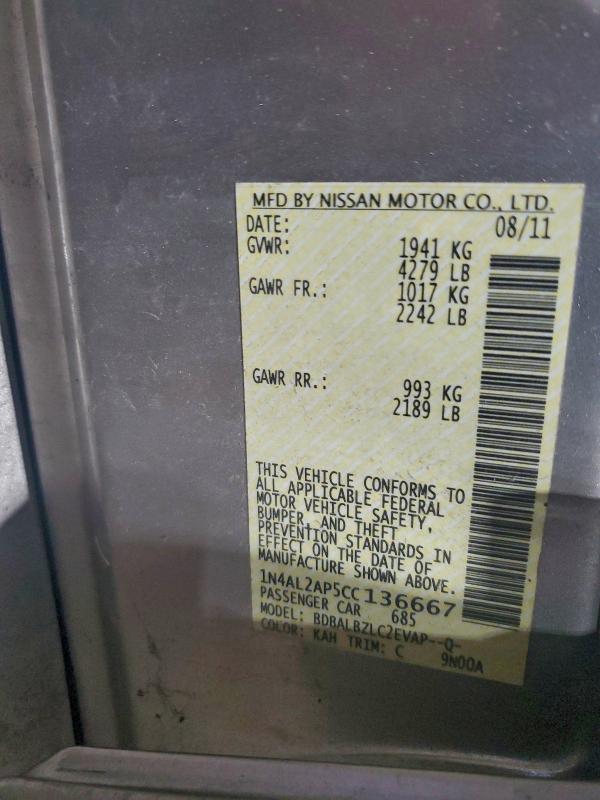 MFD BY NISSAN MOTOR CO., LTD.
DATE: 08/11
GVWR: 1941 KG
4279 LB
GAWR FR.: 1017 KG
2242 LB
GAWR RR.: 993 KG
2189 LB
THIS VEHICLE CONFORMS TO
ALL APPLICABLE FEDERAL
MOTOR VEHICLE SAFETY,
BUMPER, AND THEFT
PREVENTION STANDARDS IN
EFFECT ON THE DATE OF
MANUFACTURE SHOWN ABOVE.
1N4AL2AP5CC136667
PASSENGER CAR 685
MODEL: BDBALBZLC2EVAP--Q-
COLOR: KAH TRIM: C 9N00A